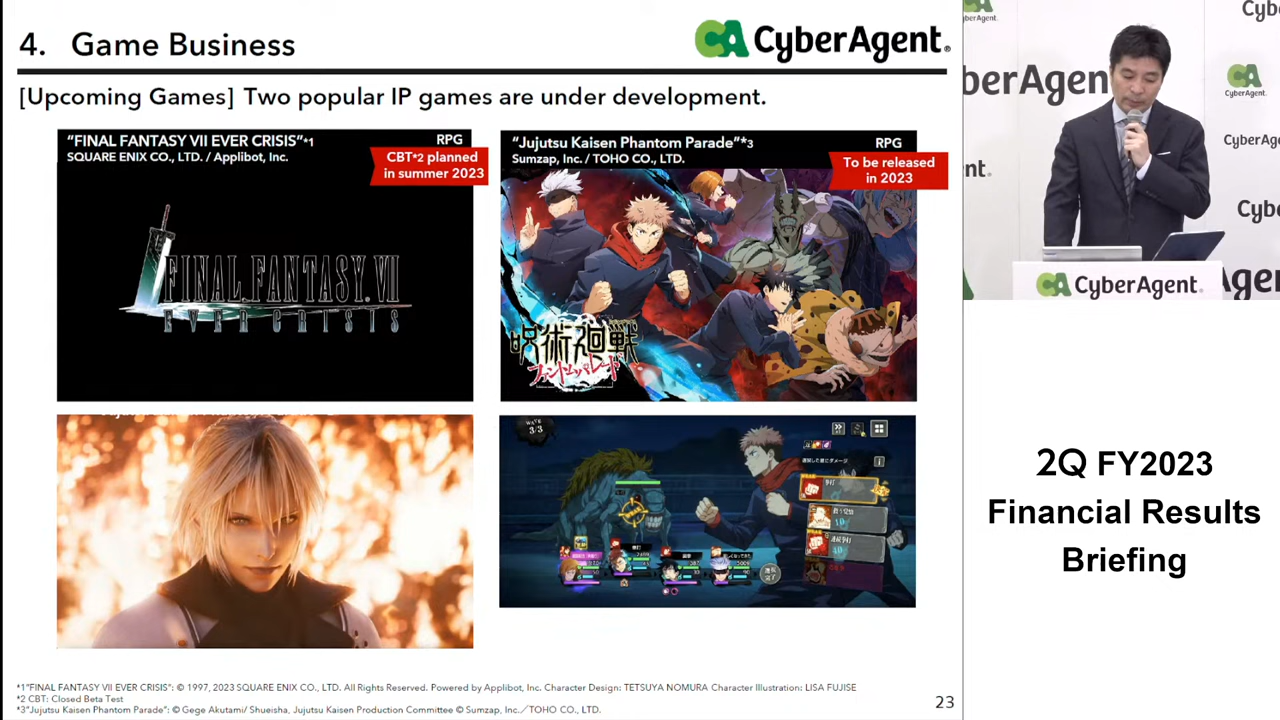 4. Game Business
CyberAgent
[Upcoming Games] Two popular IP games are under development.
"FINAL FANTASY VII EVER CRISIS"*1
SQUARE ENIX CO., LTD. / Applibot, Inc.
RPG
CBT*2 planned
in summer 2023
FINAL FANTASY VII
EVER CRISIS
"Jujutsu Kaisen Phantom Parade"*3
Sumzap, Inc. / TOHO CO., LTD.
RPG
To be released
in 2023
呪術廻戦
ファントムパレード
WAVE
3/3
*1"FINAL FANTASY VII EVER CRISIS": © 1997, 2023 SQUARE ENIX CO., LTD. All Rights Reserved. Powered by Applibot, Inc. Character Design: TETSUYA NOMURA Character Illustration: LISA FUJISE
*2 CBT: Closed Beta Test
*3"Jujutsu Kaisen Phantom Parade": © Gege Akutami/ Shueisha, Jujutsu Kaisen Production Committee © Sumzap, Inc.／TOHO CO., LTD.
23
CyberAgent
CyberAgent.
2Q FY2023
Financial Results
Briefing